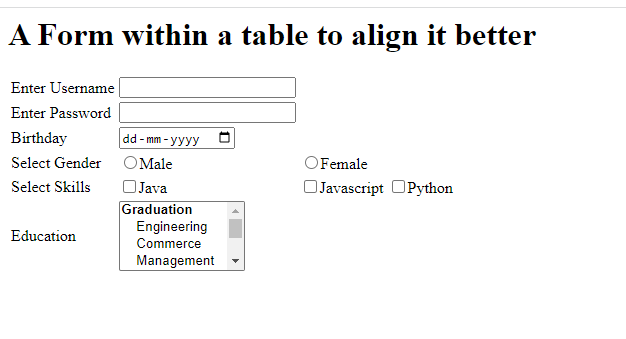 A Form within a table to align it better
Enter Username
Enter Password
Birthday dd-mm-yyyy
Select Gender Male Female
Select Skills Java Javascript Python
Graduation
Engineering
Education
Commerce
Management